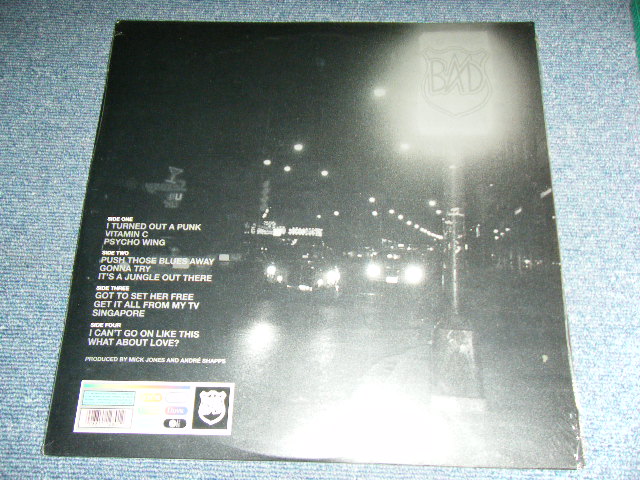 BAD
SIDE ONE
I TURNED OUT A PUNK
VITAMIN C
PSYCHO WING
SIDE TWO
PUSH THOSE BLUES AWAY
GONNA TRY
IT'S A JUNGLE OUT THERE
SIDE THREE
GOT TO SET HER FREE
GET IT ALL FROM MY TV
SINGAPORE
SIDE FOUR
I CAN'T GO ON LIKE THIS
WHAT ABOUT LOVE?
PRODUCED BY MICK JONES AND ANDRÉ SHAPPS
BAD